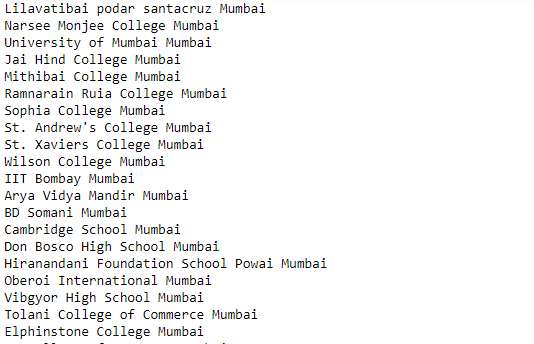 Lilavatibai podar santacruz Mumbai
Narsee Monjee College Mumbai
University of Mumbai Mumbai
Jai Hind College Mumbai
Mithibai College Mumbai
Ramnarain Ruia College Mumbai
Sophia College Mumbai
St. Andrew's College Mumbai
St. Xaviers College Mumbai
Wilson College Mumbai
IIT Bombay Mumbai
Arya Vidya Mandir Mumbai
BD Somani Mumbai
Cambridge School Mumbai
Don Bosco High School Mumbai
Hiranandani Foundation School Powai Mumbai
Oberoi International Mumbai
Vibgyor High School Mumbai
Tolani College of Commerce Mumbai
Elphinstone College Mumbai